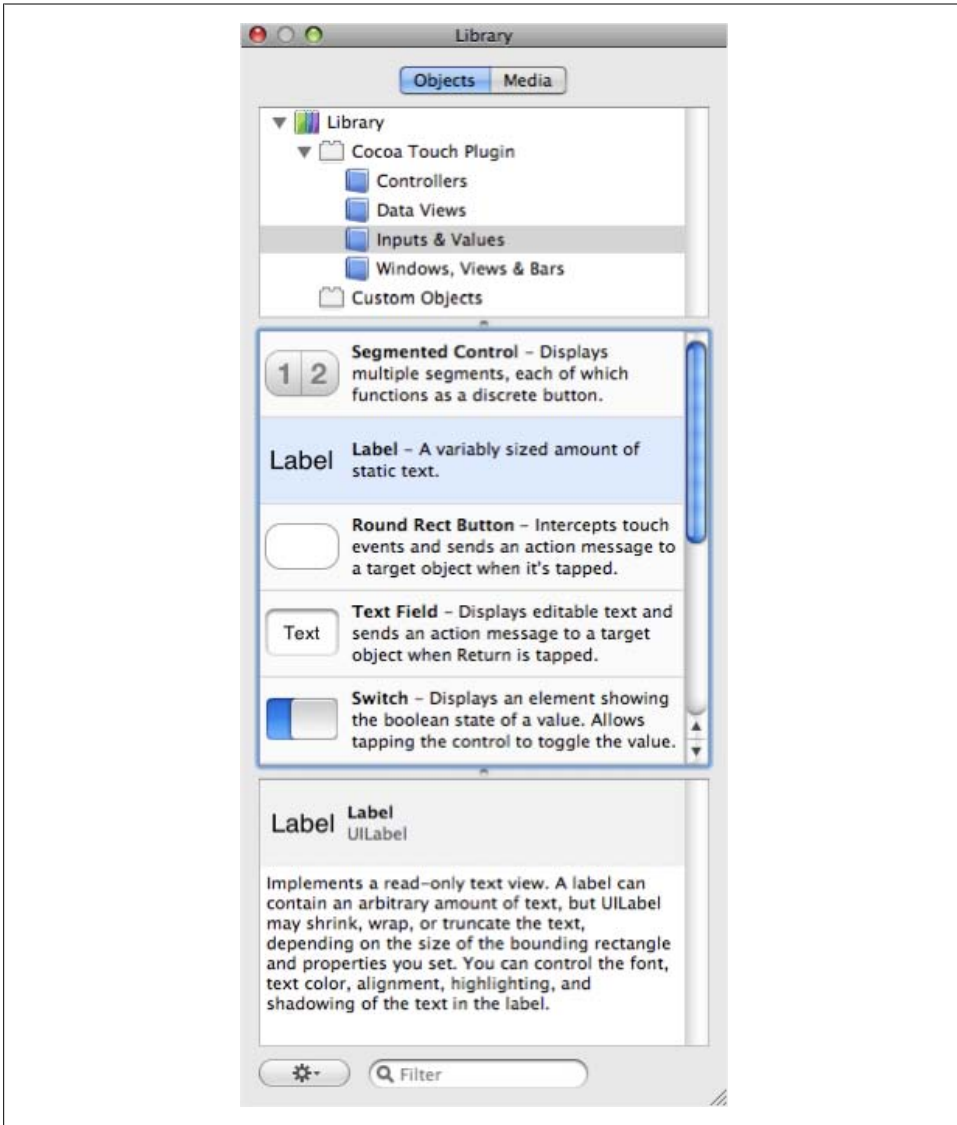 Library
Objects Media
Library
Cocoa Touch Plugin
Controllers
Data Views
Inputs & Values
Windows, Views & Bars
Custom Objects
1 2
Segmented Control – Displays
multiple segments, each of which
functions as a discrete button.
Label
Label – A variably sized amount of
static text.
Round Rect Button – Intercepts touch
events and sends an action message to
a target object when it's tapped.
Text
Text Field – Displays editable text and
sends an action message to a target
object when Return is tapped.
Switch – Displays an element showing
the boolean state of a value. Allows
tapping the control to toggle the value.
Label
Label
UILabel
Implements a read-only text view. A label can
contain an arbitrary amount of text, but UILabel
may shrink, wrap, or truncate the text,
depending on the size of the bounding rectangle
and properties you set. You can control the font,
text color, alignment, highlighting, and
shadowing of the text in the label.
Filter